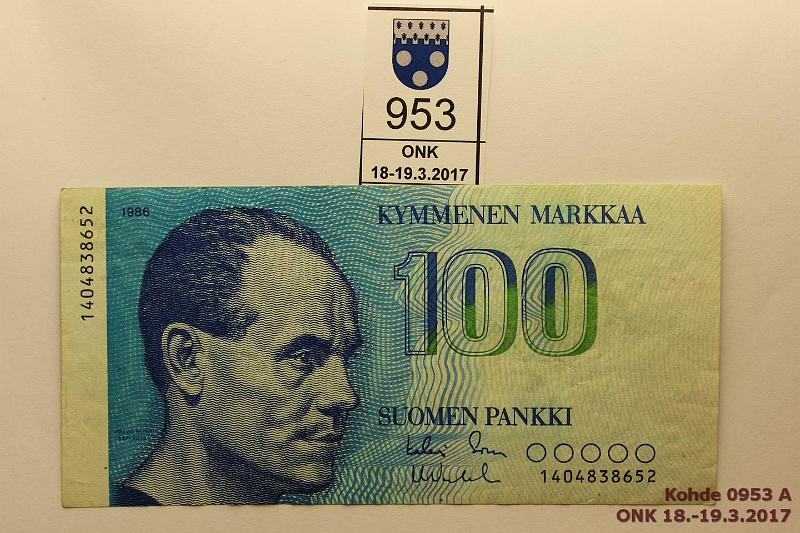 953
ONK
18-19.3.2017
1404838652
1986
KYMMENEN MARKKAA
100
SUOMEN PANKKI
1404838652
Kohde 0953 A
ONK 18.-19.3.2017